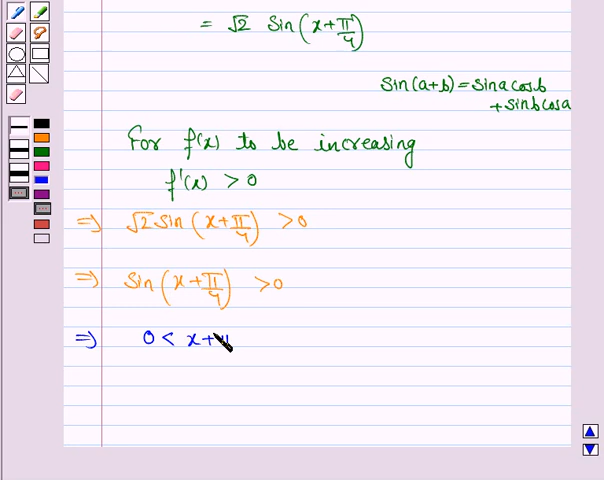 = √2 Sin(x+π/4)
Sin(a+b) = sina cosb
+ sinb cosa
For f(x) to be increasing
f'(x) > 0
=> √2 Sin(x+π/4) > 0
=> Sin(x+π/4) > 0
=> 0 < x+π